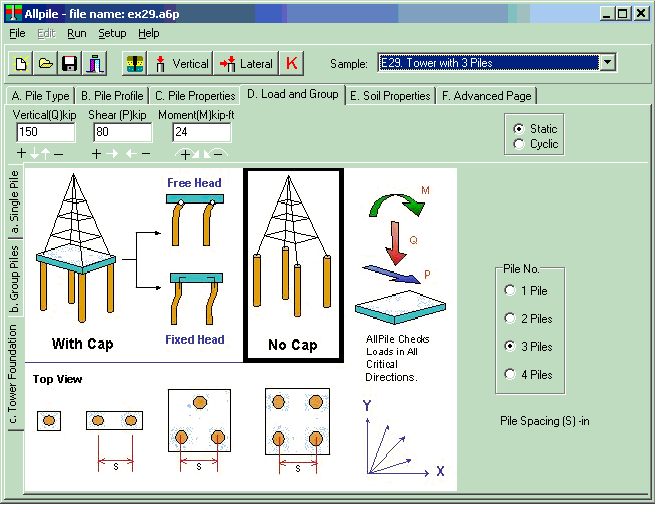 Allpile - file name: ex29.a6p
File Edit Run Setup Help
Vertical Lateral K Sample: E29. Tower with 3 Piles
A. Pile Type B. Pile Profile C. Pile Properties D. Load and Group E. Soil Properties F. Advanced Page
Vertical(Q)kip Shear (P)kip Moment(M)kip-ft
150 80 24
Static
Cyclic
a. Single Pile
b. Group Piles
c. Tower Foundation
Free Head
Fixed Head
With Cap
No Cap
M
Q
P
AllPile Checks
Loads in All
Critical
Directions.
Pile No.
1 Pile
2 Piles
3 Piles
4 Piles
Pile Spacing (S) -in
Top View
S
S
S
Y
X